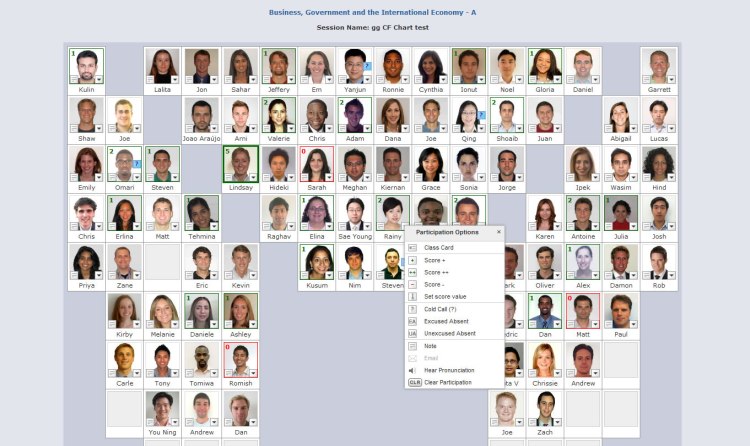 Business, Government and the International Economy - A
Session Name: gg CF Chart test
1 1 ? 1 1
Kulin Lalita Jon Sahar Jeffery Em Yanjun Ronnie Cynthia Ionut Noel Gloria Daniel Garrett
2 2 ? 2
Shaw Joe Joao Araújo Ami Valerie Chris Adam Dana Joe Qing Shoaib Juan Abigail Lucas
2 ? 1 5 0
Emily Omari Steven Lindsay Hideki Sarah Meghan Kiernan Grace Sonia Jorge Ipek Wasim Hind
1 1 1 2 2 2 2 1
Chris Erlina Matt Tehmina Raghav Elina Sae Young Rainy Karen Antoine Julia Josh
1 1
Priya Zane Eric Kevin Kusum Nim Steven ark Oliver Alex Damon Rob
1 1 1 0
Kirby Melanie Daniele Ashley dric Dan Matt Paul
0
Carle Tony Tomiwa Romish ita V Chrissie Andrew
You Ning Andrew Dan Joe Zach
Participation Options ×
Class Card
+ Score +
++ Score ++
- Score -
Set score value
? Cold Call (?)
EA Excused Absent
UA Unexcused Absent
Note
Email
Hear Pronunciation
CLR Clear Participation